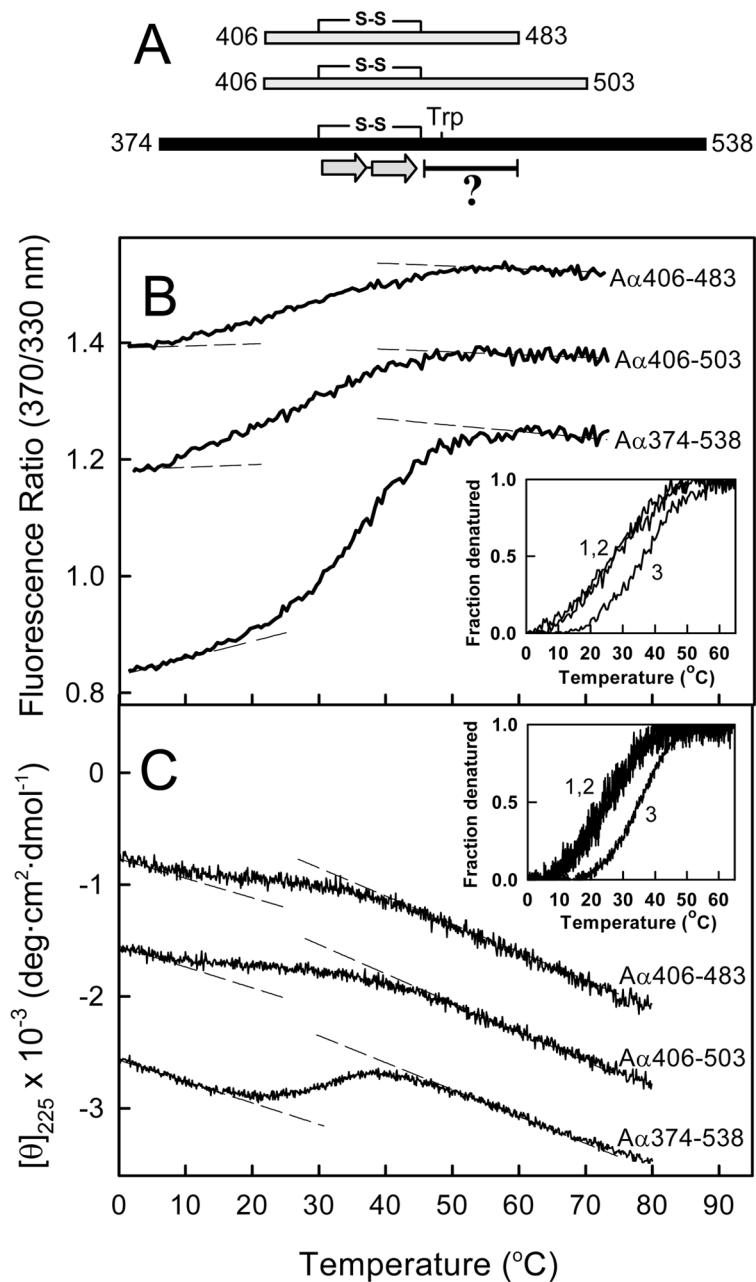 A
S-S
406 483
S-S
406 503
Trp
S-S
374 538
?
B
Fluorescence Ratio (370/330 nm)
1.4
1.2
1.0
0.8
Aα406-483
Aα406-503
Aα374-538
Fraction denatured
1.0
0.5
0.0
1,2
3
0 10 20 30 40 50 60
Temperature (°C)
C
[θ]225 x 10-3 (deg·cm2·dmol-1)
0
-1
-2
-3
Fraction denatured
1.0
0.5
0.0
1,2
3
0 10 20 30 40 50 60
Temperature (°C)
Aα406-483
Aα406-503
Aα374-538
0 10 20 30 40 50 60 70 80 90
Temperature (°C)